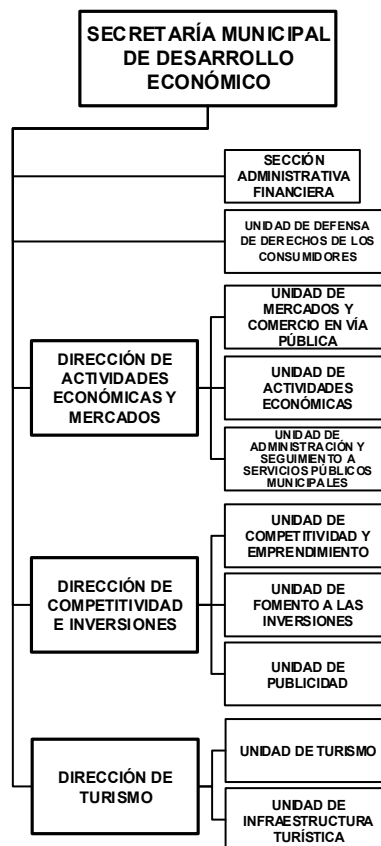 SECRETARÍA MUNICIPAL
DE DESARROLLO
ECONÓMICO
SECCIÓN
ADMINISTRATIVA
FINANCIERA
UNIDAD DE DEFENSA
DE DERECHOS DE LOS
CONSUMIDORES
DIRECCIÓN DE
ACTIVIDADES
ECONÓMICAS Y
MERCADOS
UNIDAD DE
MERCADOS Y
COMERCIO EN VÍA
PÚBLICA
UNIDAD DE
ACTIVIDADES
ECONÓMICAS
UNIDAD DE
ADMINISTRACIÓN Y
SEGUIMIENTO A
SERVICIOS PÚBLICOS
MUNICIPALES
DIRECCIÓN DE
COMPETITIVIDAD
E INVERSIONES
UNIDAD DE
COMPETITIVIDAD Y
EMPRENDIMIENTO
UNIDAD DE
FOMENTO A LAS
INVERSIONES
UNIDAD DE
PUBLICIDAD
DIRECCIÓN DE
TURISMO
UNIDAD DE TURISMO
UNIDAD DE
INFRAESTRUCTURA
TURÍSTICA